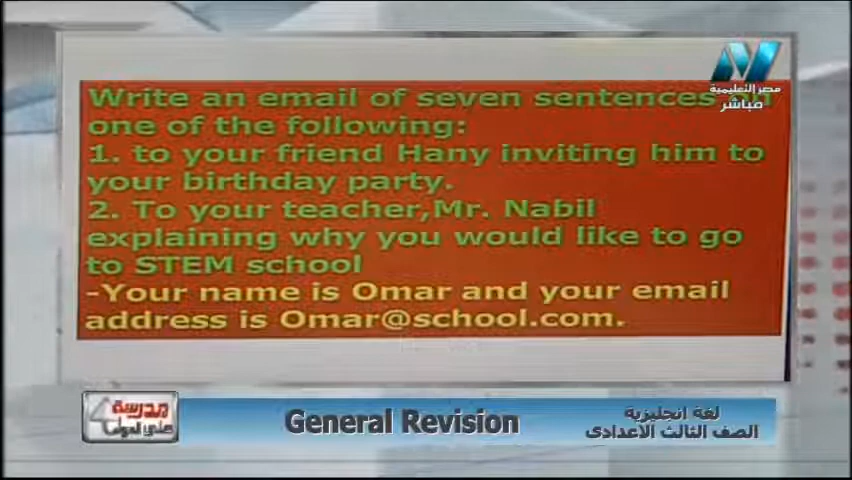 مصر التعليمية
مباشر
Write an email of seven sentences
one of the following:
1. to your friend Hany inviting him to
your birthday party.
2. To your teacher,Mr. Nabil
explaining why you would like to go
to STEM school
-Your name is Omar and your email
address is Omar@school.com.
مدرسة
على الهواء
General Revision
لغة انجليزية
الصف الثالث الاعدادى